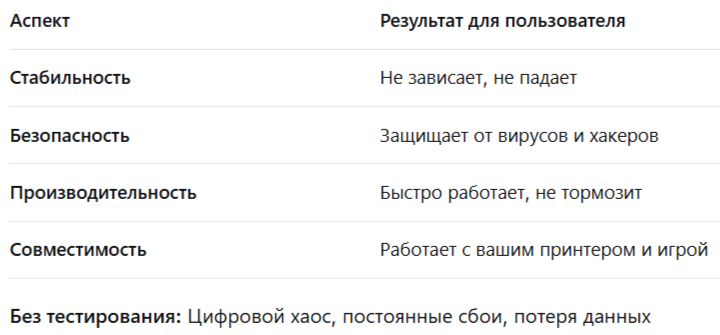 Аспект Результат для пользователя
Стабильность Не зависает, не падает
Безопасность Защищает от вирусов и хакеров
Производительность Быстро работает, не тормозит
Совместимость Работает с вашим принтером и игрой
Без тестирования: Цифровой хаос, постоянные сбои, потеря данных